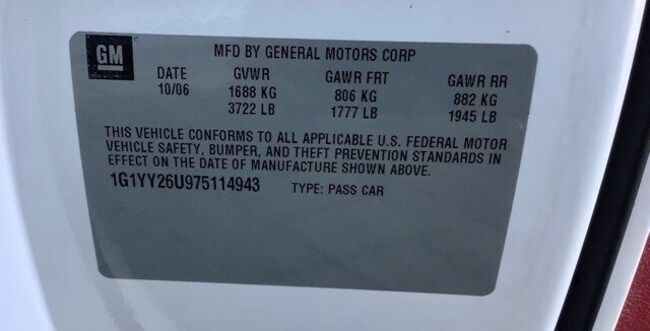 GM
MFD BY GENERAL MOTORS CORP
DATE GVWR GAWR FRT GAWR RR
10/06 1688 KG 806 KG 882 KG
3722 LB 1777 LB 1945 LB
THIS VEHICLE CONFORMS TO ALL APPLICABLE U.S. FEDERAL MOTOR
VEHICLE SAFETY, BUMPER, AND THEFT PREVENTION STANDARDS IN
EFFECT ON THE DATE OF MANUFACTURE SHOWN ABOVE.
1G1YY26U975114943 TYPE: PASS CAR